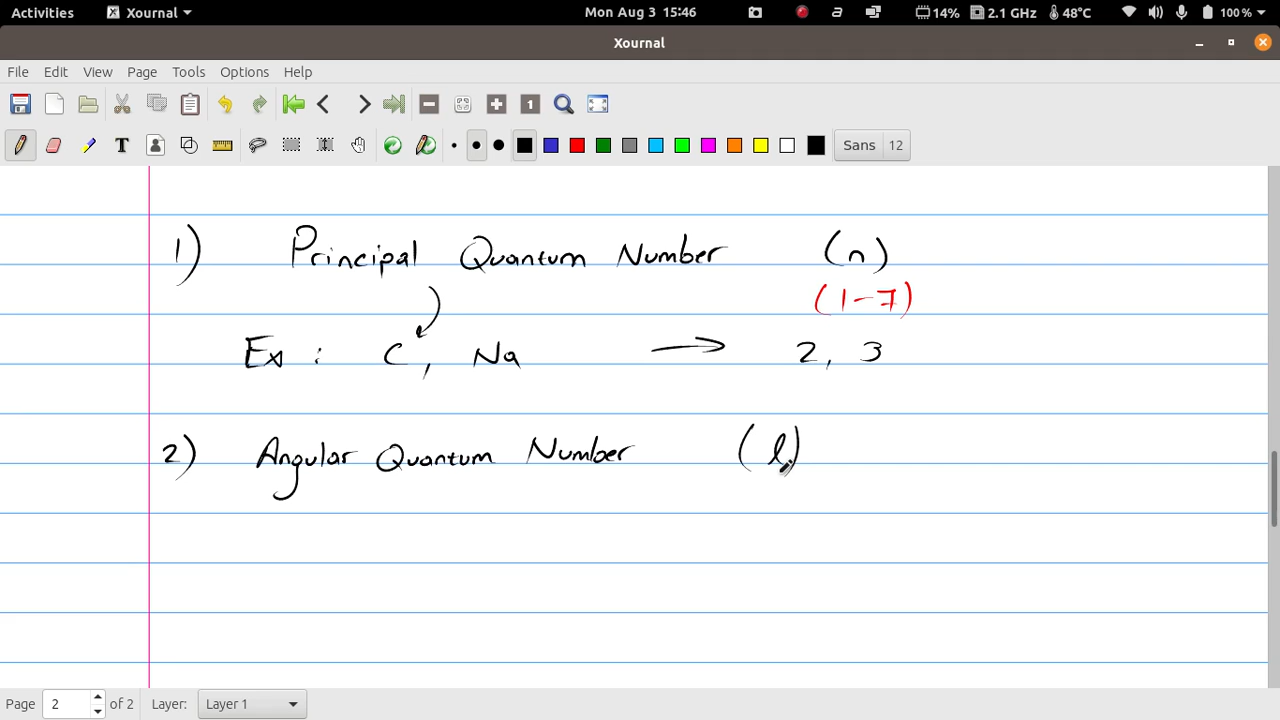 Activities Xournal Mon Aug 3 15:46 a 14% 2.1 GHz 48°C 100 %
Xournal
File Edit View Page Tools Options Help
1
T Sans 12
1) Principal Quantum Number (n)
(1-7)
Ex : C, Na → 2, 3
2) Angular Quantum Number (l)
Page 2 of 2 Layer: Layer 1